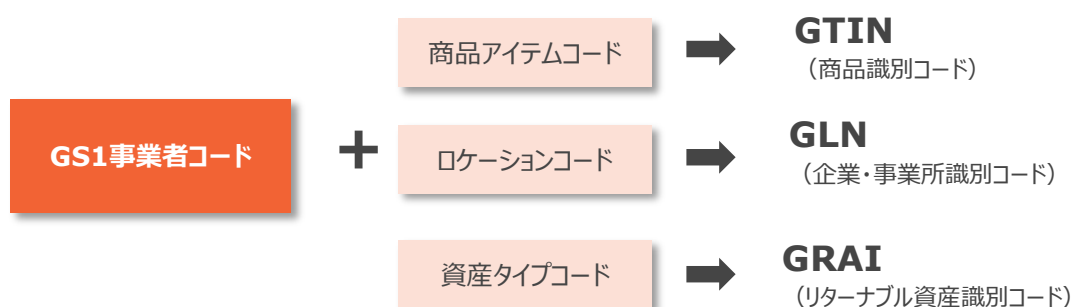 商品アイテムコード
GTIN
（商品識別コード）
GS1事業者コード
+
ロケーションコード
GLN
（企業・事業所識別コード）
資産タイプコード
GRAI
（リターナブル資産識別コード）